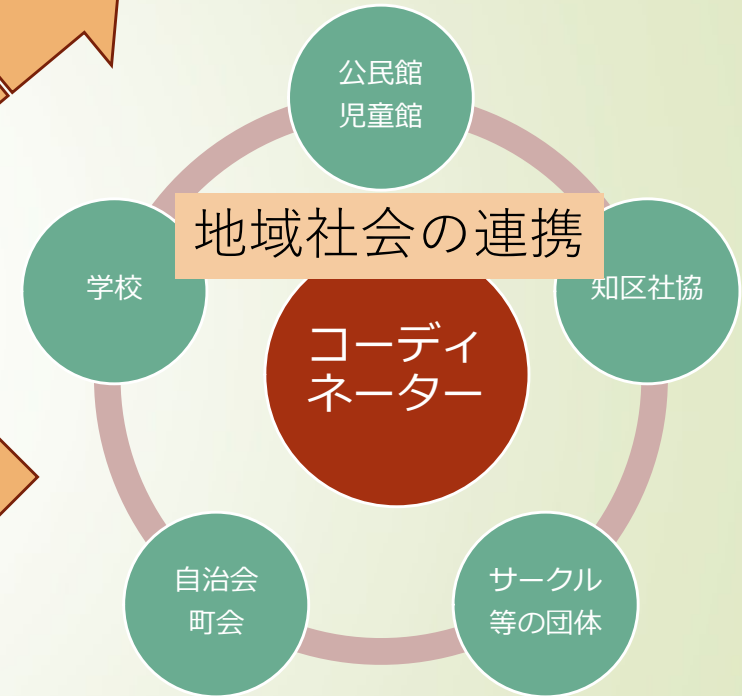 公民館
児童館
地域社会の連携
学校
知区社協
コーディ
ネーター
自治会
町会
サークル
等の団体